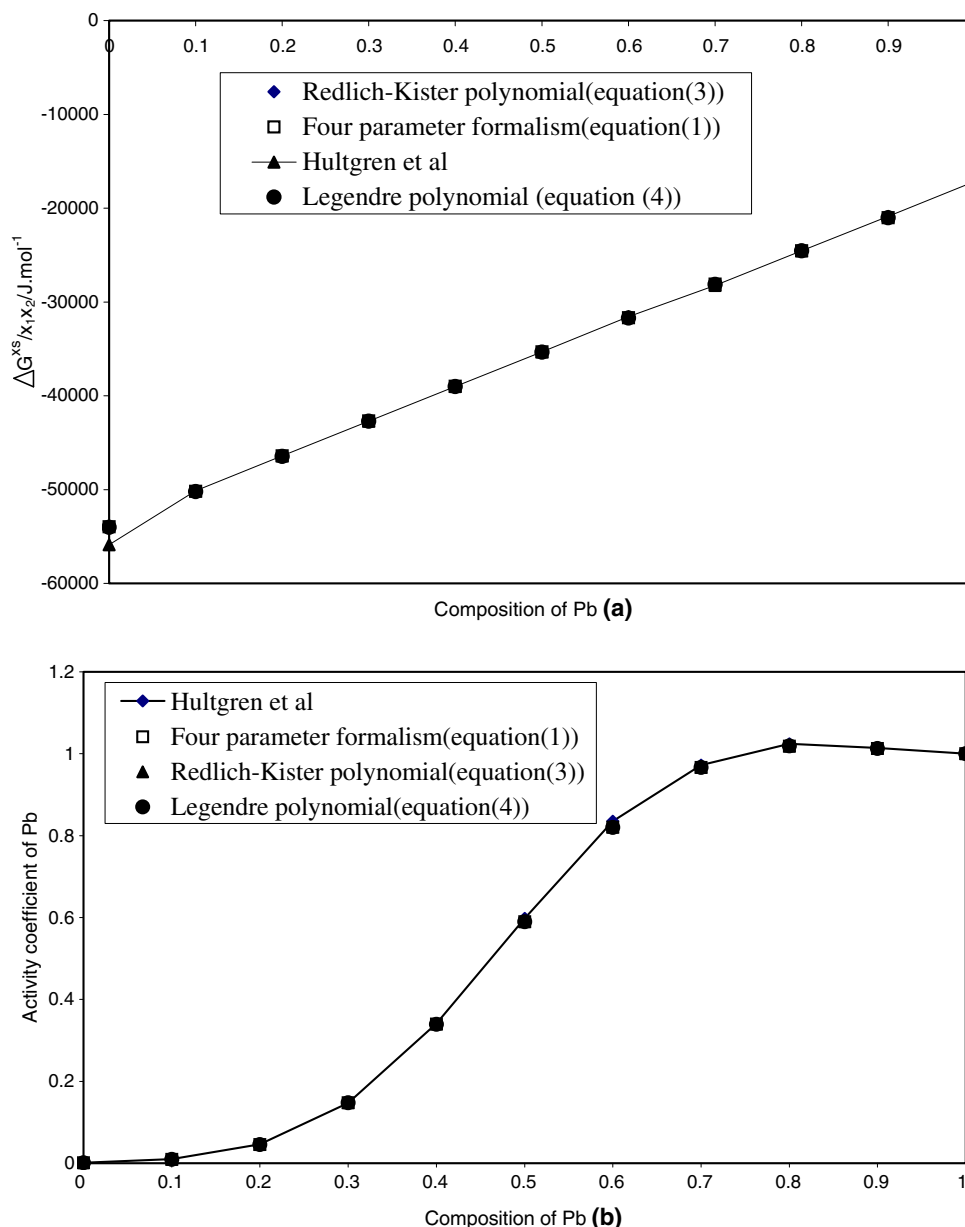 0
0 0.1 0.2 0.3 0.4 0.5 0.6 0.7 0.8 0.9
Redlich-Kister polynomial(equation(3))
-10000
Four parameter formalism(equation(1))
Hultgren et al
Legendre polynomial (equation (4))
-20000
ΔG^xs/x₁x₂/J.mol⁻¹
-30000
-40000
-50000
-60000
Composition of Pb (a)
1.2
Hultgren et al
Four parameter formalism(equation(1))
1
Redlich-Kister polynomial(equation(3))
Legendre polynomial(equation(4))
0.8
Activity coefficient of Pb
0.6
0.4
0.2
0
0 0.1 0.2 0.3 0.4 0.5 0.6 0.7 0.8 0.9 1
Composition of Pb (b)